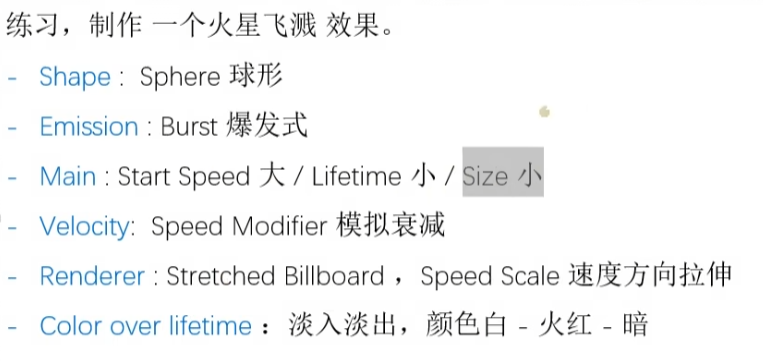 练习，制作 一个火星飞溅 效果。
- Shape : Sphere 球形
- Emission : Burst 爆发式
- Main : Start Speed 大 / Lifetime 小 / Size 小
- Velocity: Speed Modifier 模拟衰减
- Renderer : Stretched Billboard ，Speed Scale 速度方向拉伸
- Color over lifetime ：淡入淡出，颜色白 - 火红 - 暗